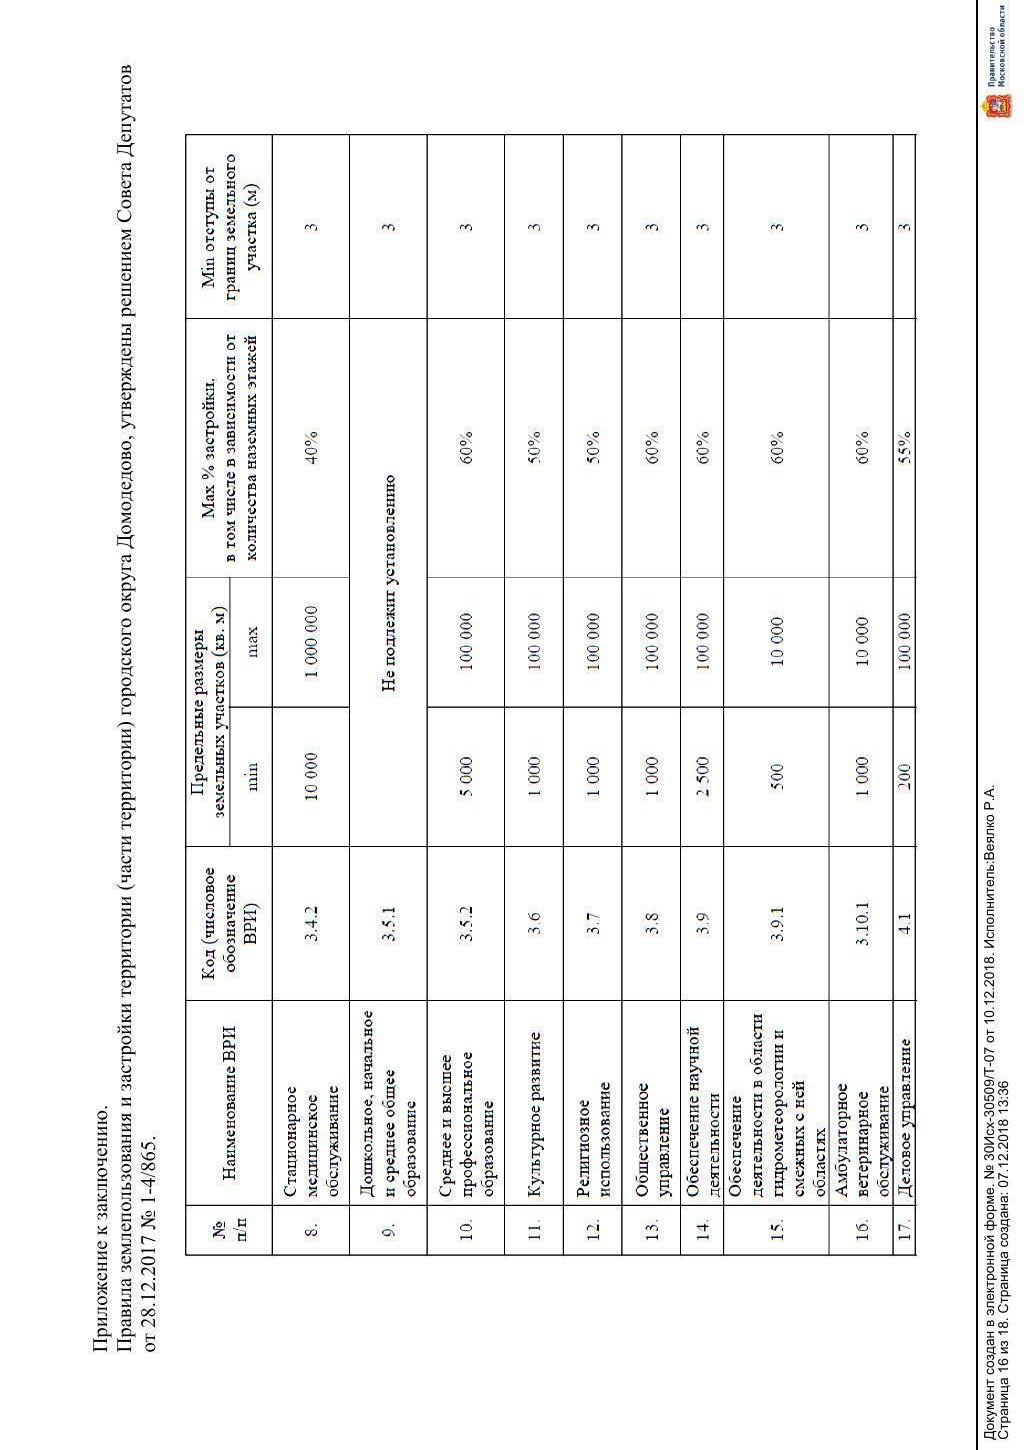 Приложение к заключению.
Правила землепользования и застройки территории (части территории) городского округа Домодедово, утверждены решением Совета Депутатов
от 28.12.2017 № 1-4/865.
№
п/п
Наименование ВРИ
Код (числовое
обозначение
ВРИ)
Предельные размеры
земельных участков (кв. м)
min
max
Max % застройки,
в том числе в зависимости от
количества наземных этажей
Min отступы от
границ земельного
участка (м)
8.
Стационарное
медицинское
обслуживание
3.4.2
10 000
1 000 000
40%
3
9.
Дошкольное, начальное
и среднее общее
образование
3.5.1
Не подлежит установлению
3
10.
Среднее и высшее
профессиональное
образование
3.5.2
5 000
100 000
60%
3
11.
Культурное развитие
3.6
1 000
100 000
50%
3
12.
Религиозное
использование
3.7
1 000
100 000
50%
3
13.
Общественное
управление
3.8
1 000
100 000
60%
3
14.
Обеспечение научной
деятельности
3.9
2 500
100 000
60%
3
15.
Обеспечение
деятельности в области
гидрометеорологии и
смежных с ней
областях
3.9.1
500
10 000
60%
3
16.
Амбулаторное
ветеринарное
обслуживание
3.10.1
1 000
10 000
60%
3
17.
Деловое управление
4.1
200
100 000
55%
3
Документ создан в электронной форме. № 30Исх-30509/Т-07 от 10.12.2018. Исполнитель:Веялко Р.А.
Страница 16 из 18. Страница создана: 07.12.2018 13:36
Правительство
Московской области